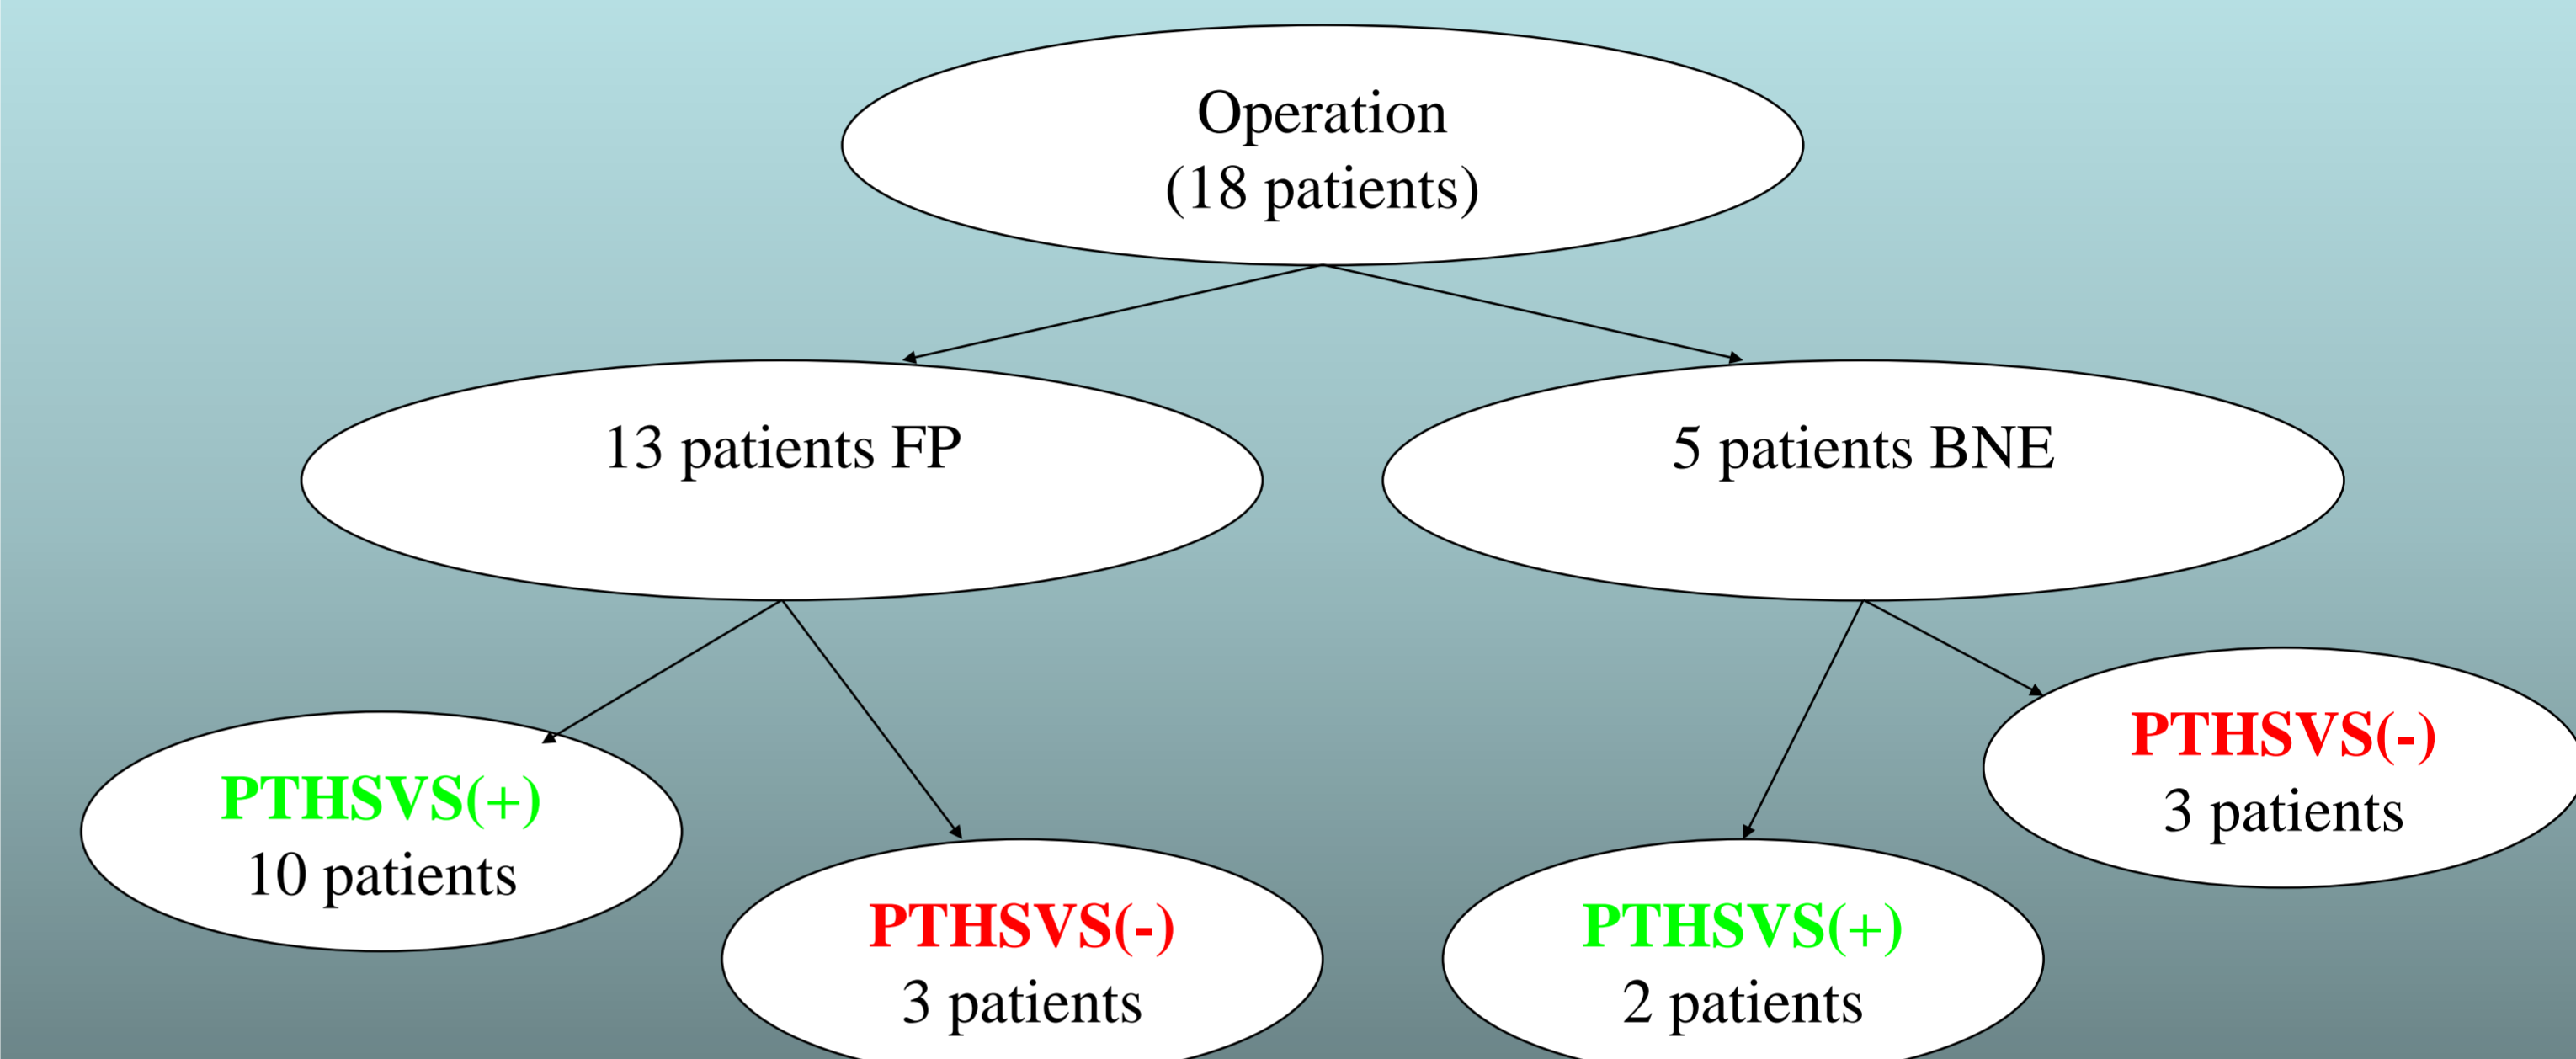 Operation
(18 patients)
13 patients FP
5 patients BNE
PTHSVS(+)
10 patients
PTHSVS(-)
3 patients
PTHSVS(+)
2 patients
PTHSVS(-)
3 patients